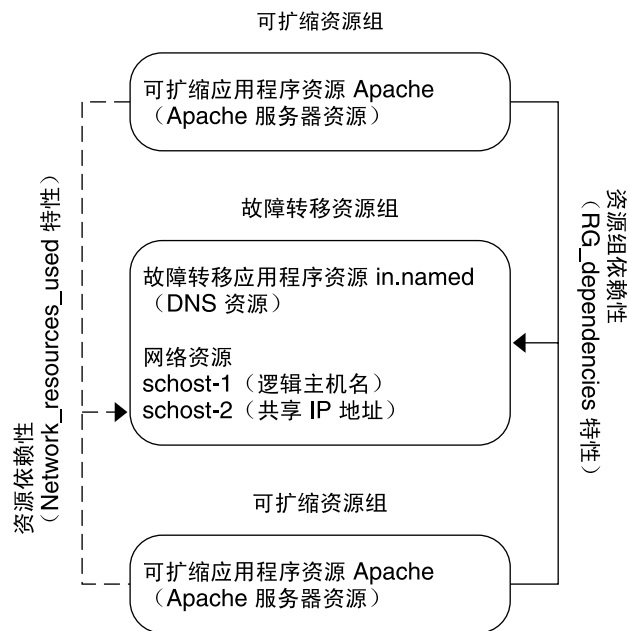 可扩缩资源组
可扩缩应用程序资源 Apache
（Apache 服务器资源）
故障转移资源组
故障转移应用程序资源 in.named
（DNS 资源）
网络资源
schost-1（逻辑主机名）
schost-2（共享 IP 地址）
可扩缩资源组
可扩缩应用程序资源 Apache
（Apache 服务器资源）
资源依赖性
（Network_resources_used 特性）
资源组依赖性
（RG_dependencies 特性）